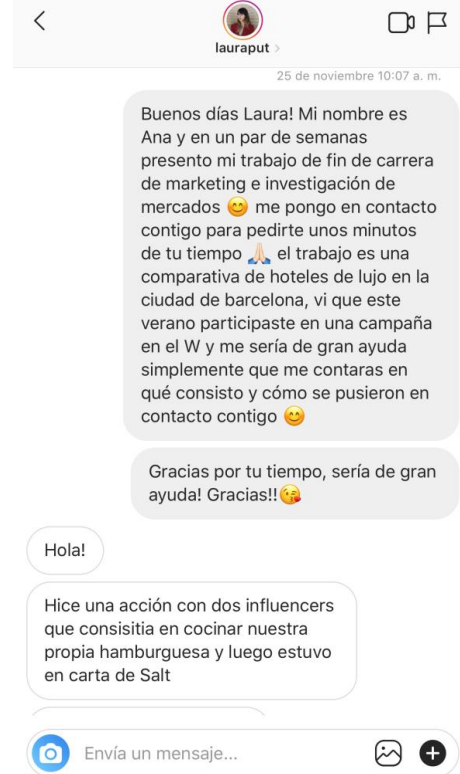 lauraput
25 de noviembre 10:07 a. m.
Buenos días Laura! Mi nombre es
Ana y en un par de semanas
presento mi trabajo de fin de carrera
de marketing e investigación de
mercados 😊 me pongo en contacto
contigo para pedirte unos minutos
de tu tiempo 🙏🏻 el trabajo es una
comparativa de hoteles de lujo en la
ciudad de barcelona, vi que este
verano participaste en una campaña
en el W y me sería de gran ayuda
simplemente que me contaras en
qué consisto y cómo se pusieron en
contacto contigo 😊
Gracias por tu tiempo, sería de gran
ayuda! Gracias!!😘
Hola!
Hice una acción con dos influencers
que consisitia en cocinar nuestra
propia hamburguesa y luego estuvo
en carta de Salt
Envía un mensaje...